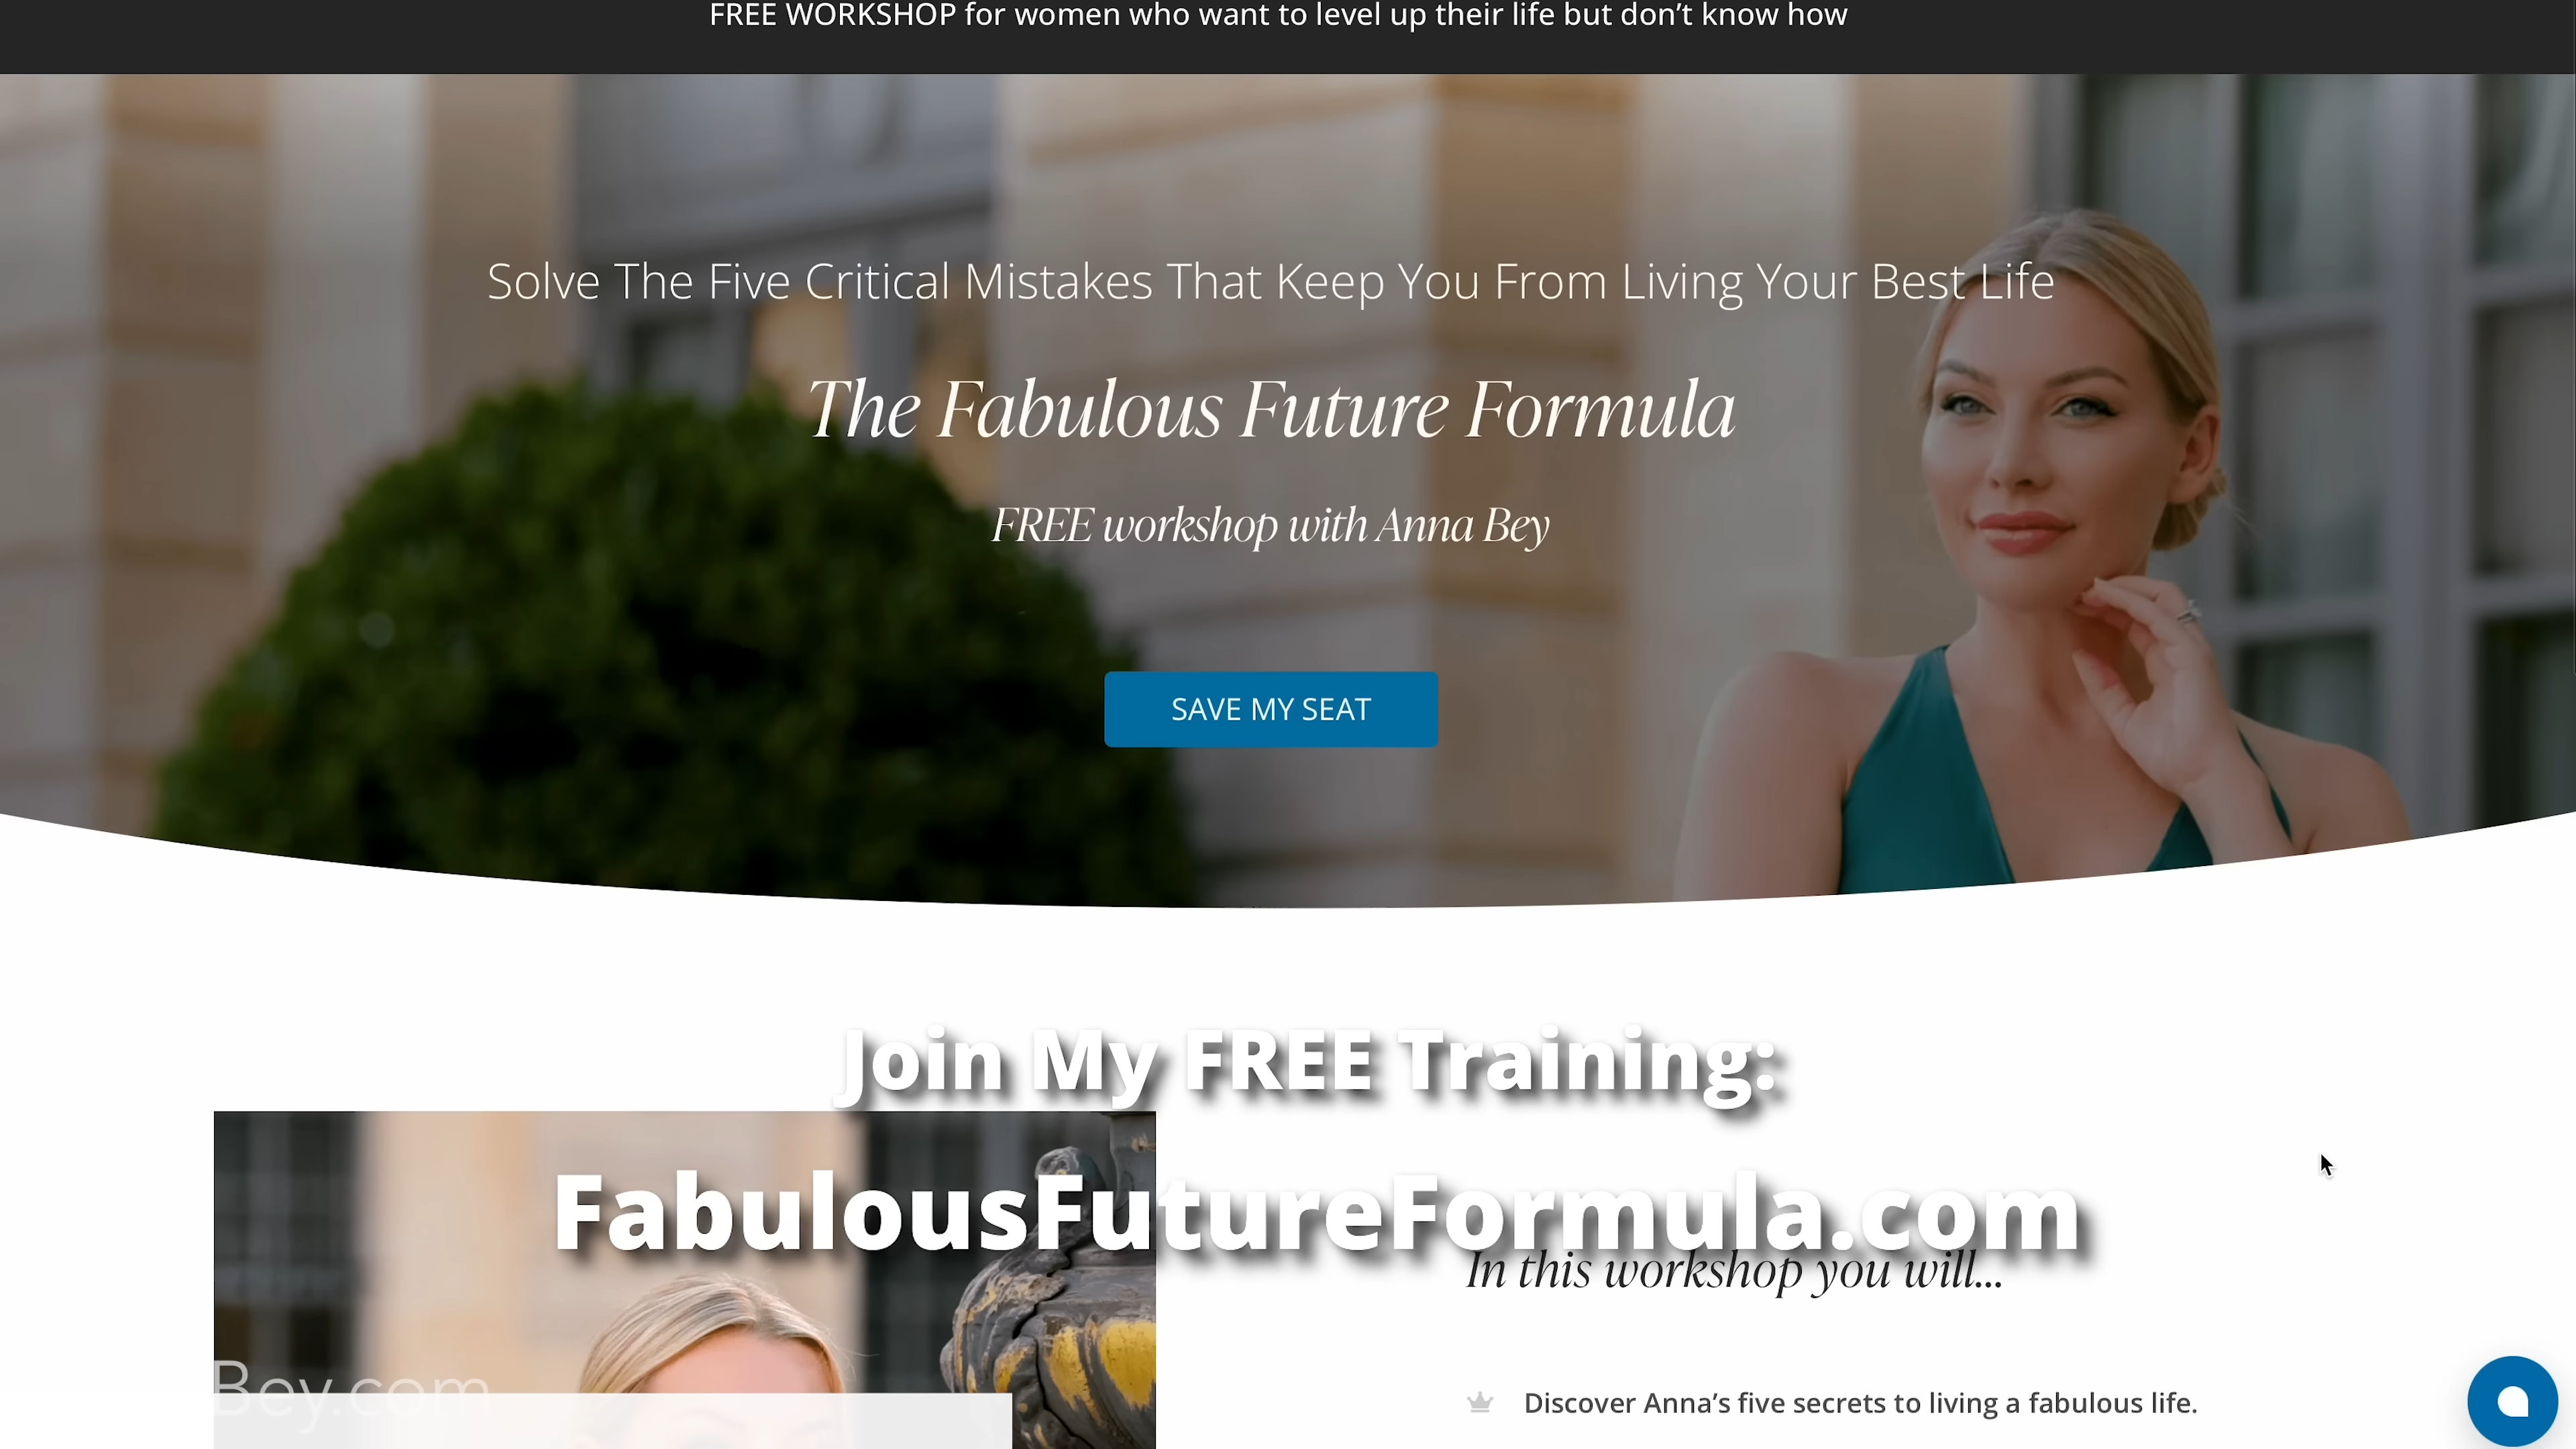 FREE WORKSHOP for women who want to level up their life but don’t know how
Solve The Five Critical Mistakes That Keep You From Living Your Best Life
The Fabulous Future Formula
FREE workshop with Anna Bey
SAVE MY SEAT
Join My FREE Training:
FabulousFutureFormula.com
In this workshop you will...
Bey.com
Discover Anna’s five secrets to living a fabulous life.